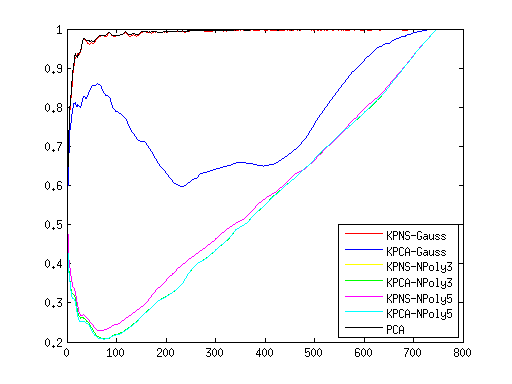 1
0.9
0.8
0.7
0.6
0.5
0.4
0.3
0.2
0 100 200 300 400 500 600 700 800
KPNS-Gauss
KPCA-Gauss
KPNS-NPoly3
KPCA-NPoly3
KPNS-NPoly5
KPCA-NPoly5
PCA